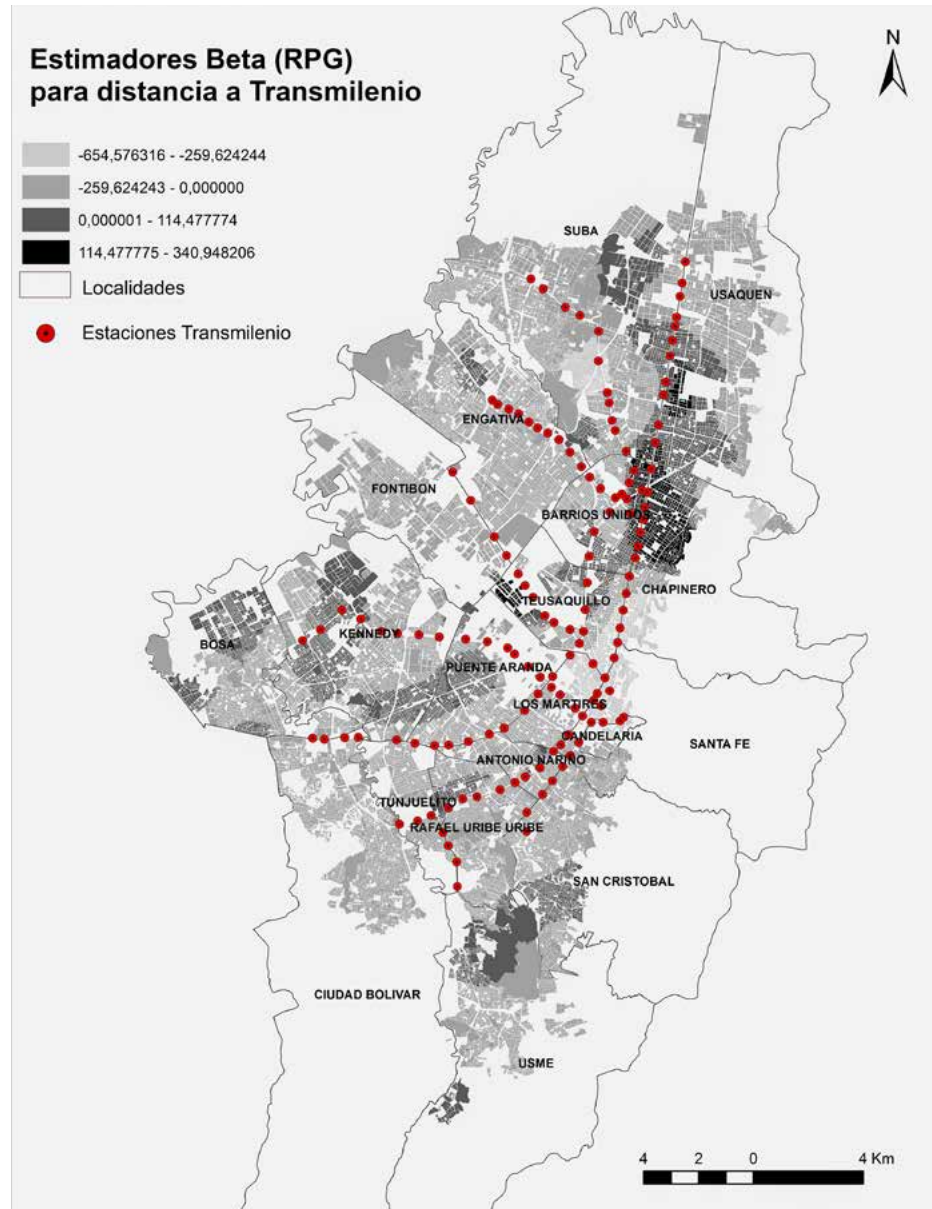 Estimadores Beta (RPG)
para distancia a Transmilenio
N
-654,576316 - -259,624244
-259,624243 - 0,000000
0,000001 - 114,477774
114,477775 - 340,948206
Localidades
Estaciones Transmilenio
SUBA
USAQUEN
ENGATIVA
FONTIBON
BARRIOS UNIDOS
CHAPINERO
TEUSAQUILLO
KENNEDY
BOSA
PUENTE ARANDA
LOS MARTIRES
CANDELARIA
SANTA FE
ANTONIO NARIÑO
TUNJUELITO
RAFAEL URIBE URIBE
SAN CRISTOBAL
CIUDAD BOLIVAR
USME
4 2 0 4 Km